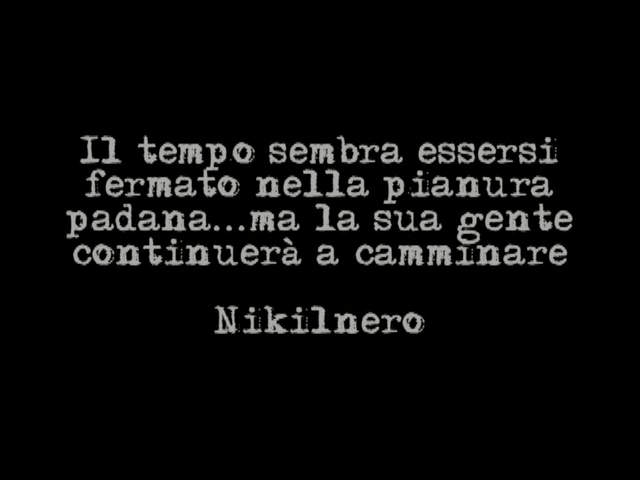 Il tempo sembra essersi
fermato nella pianura
padana...ma la sua gente
continuerà a camminare
Nikilnero